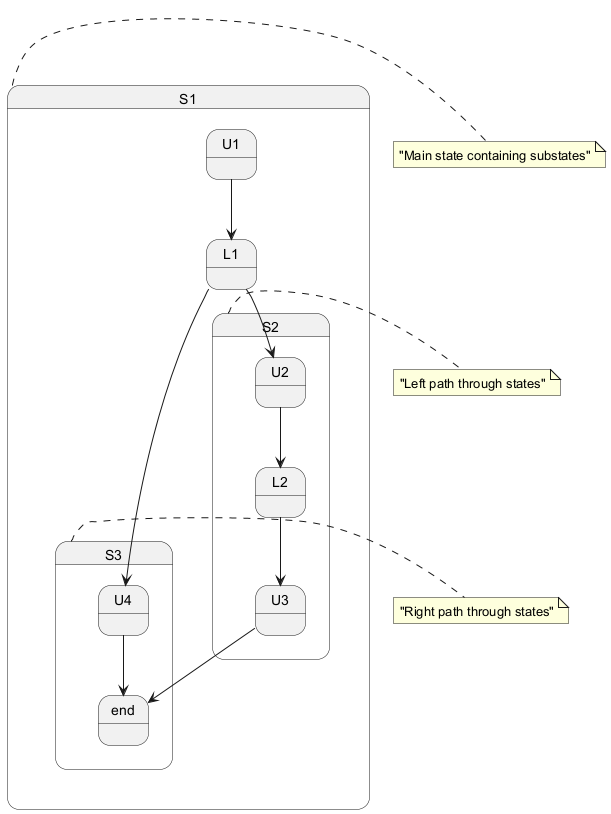 S1
U1
"Main state containing substates"
L1
S2
U2
"Left path through states"
L2
S3
U4
U3
"Right path through states"
end